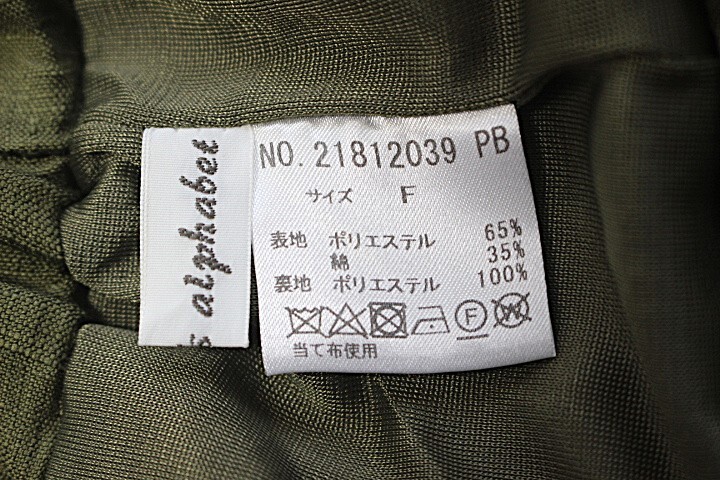 s alphabet
NO. 21812039 PB
サイズ F
表地 ポリエステル 65%
綿 35%
裏地 ポリエステル 100%
F W
当て布使用